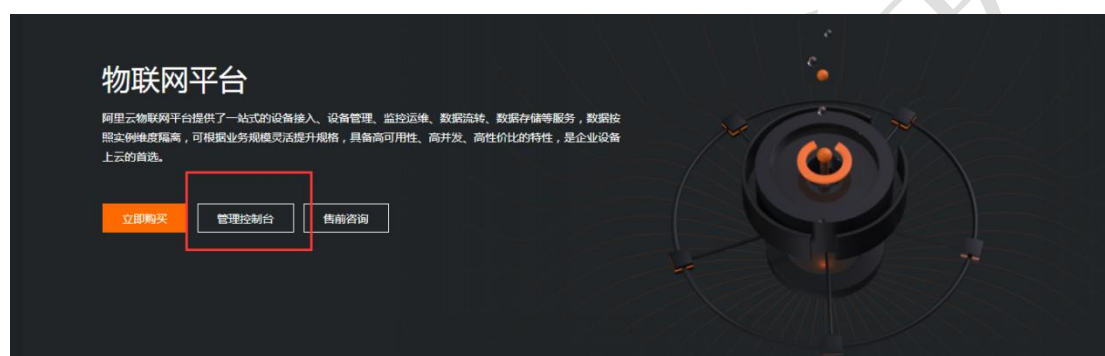 物联网平台
阿里云物联网平台提供了一站式的设备接入、设备管理、监控运维、数据流转、数据存储等服务，数据按
照实例维度隔离，可根据业务规模灵活提升规格，具备高可用性、高并发、高性价比的特性，是企业设备
上云的首选。
立即购买 管理控制台 售前咨询